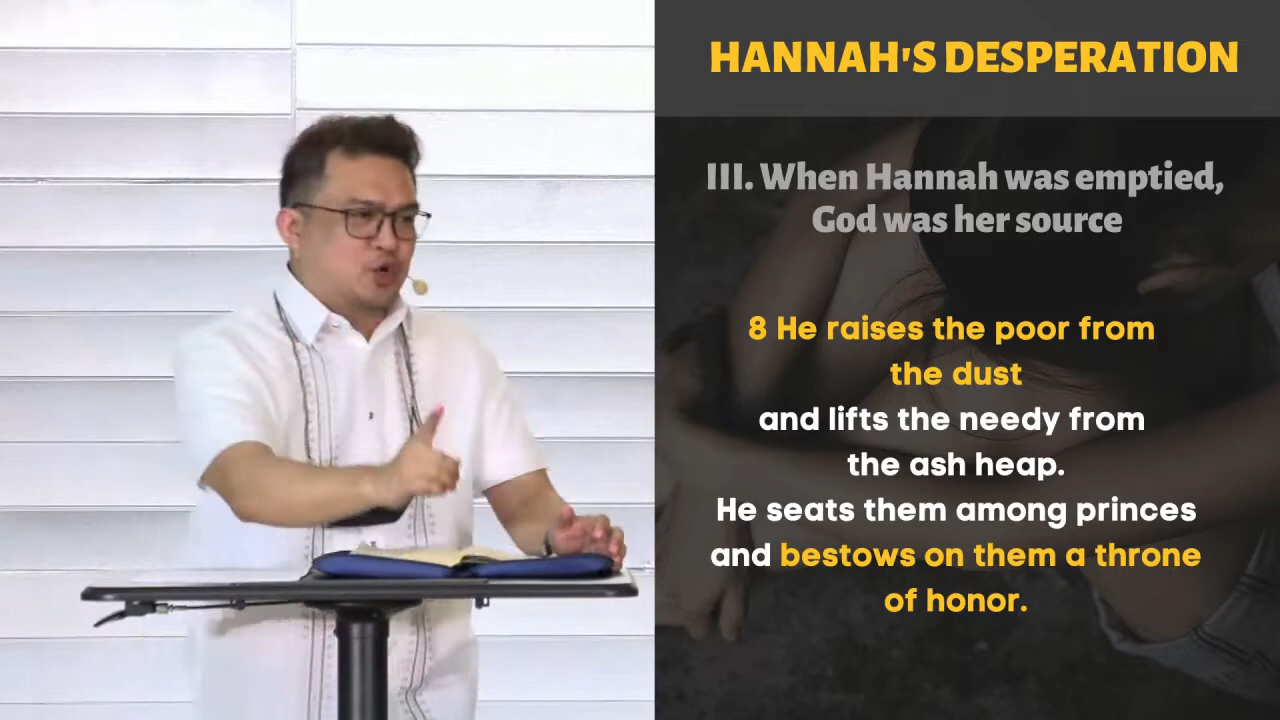 HANNAH'S DESPERATION
III. When Hannah was emptied,
God was her source
8 He raises the poor from
the dust
and lifts the needy from
the ash heap.
He seats them among princes
and bestows on them a throne
of honor.